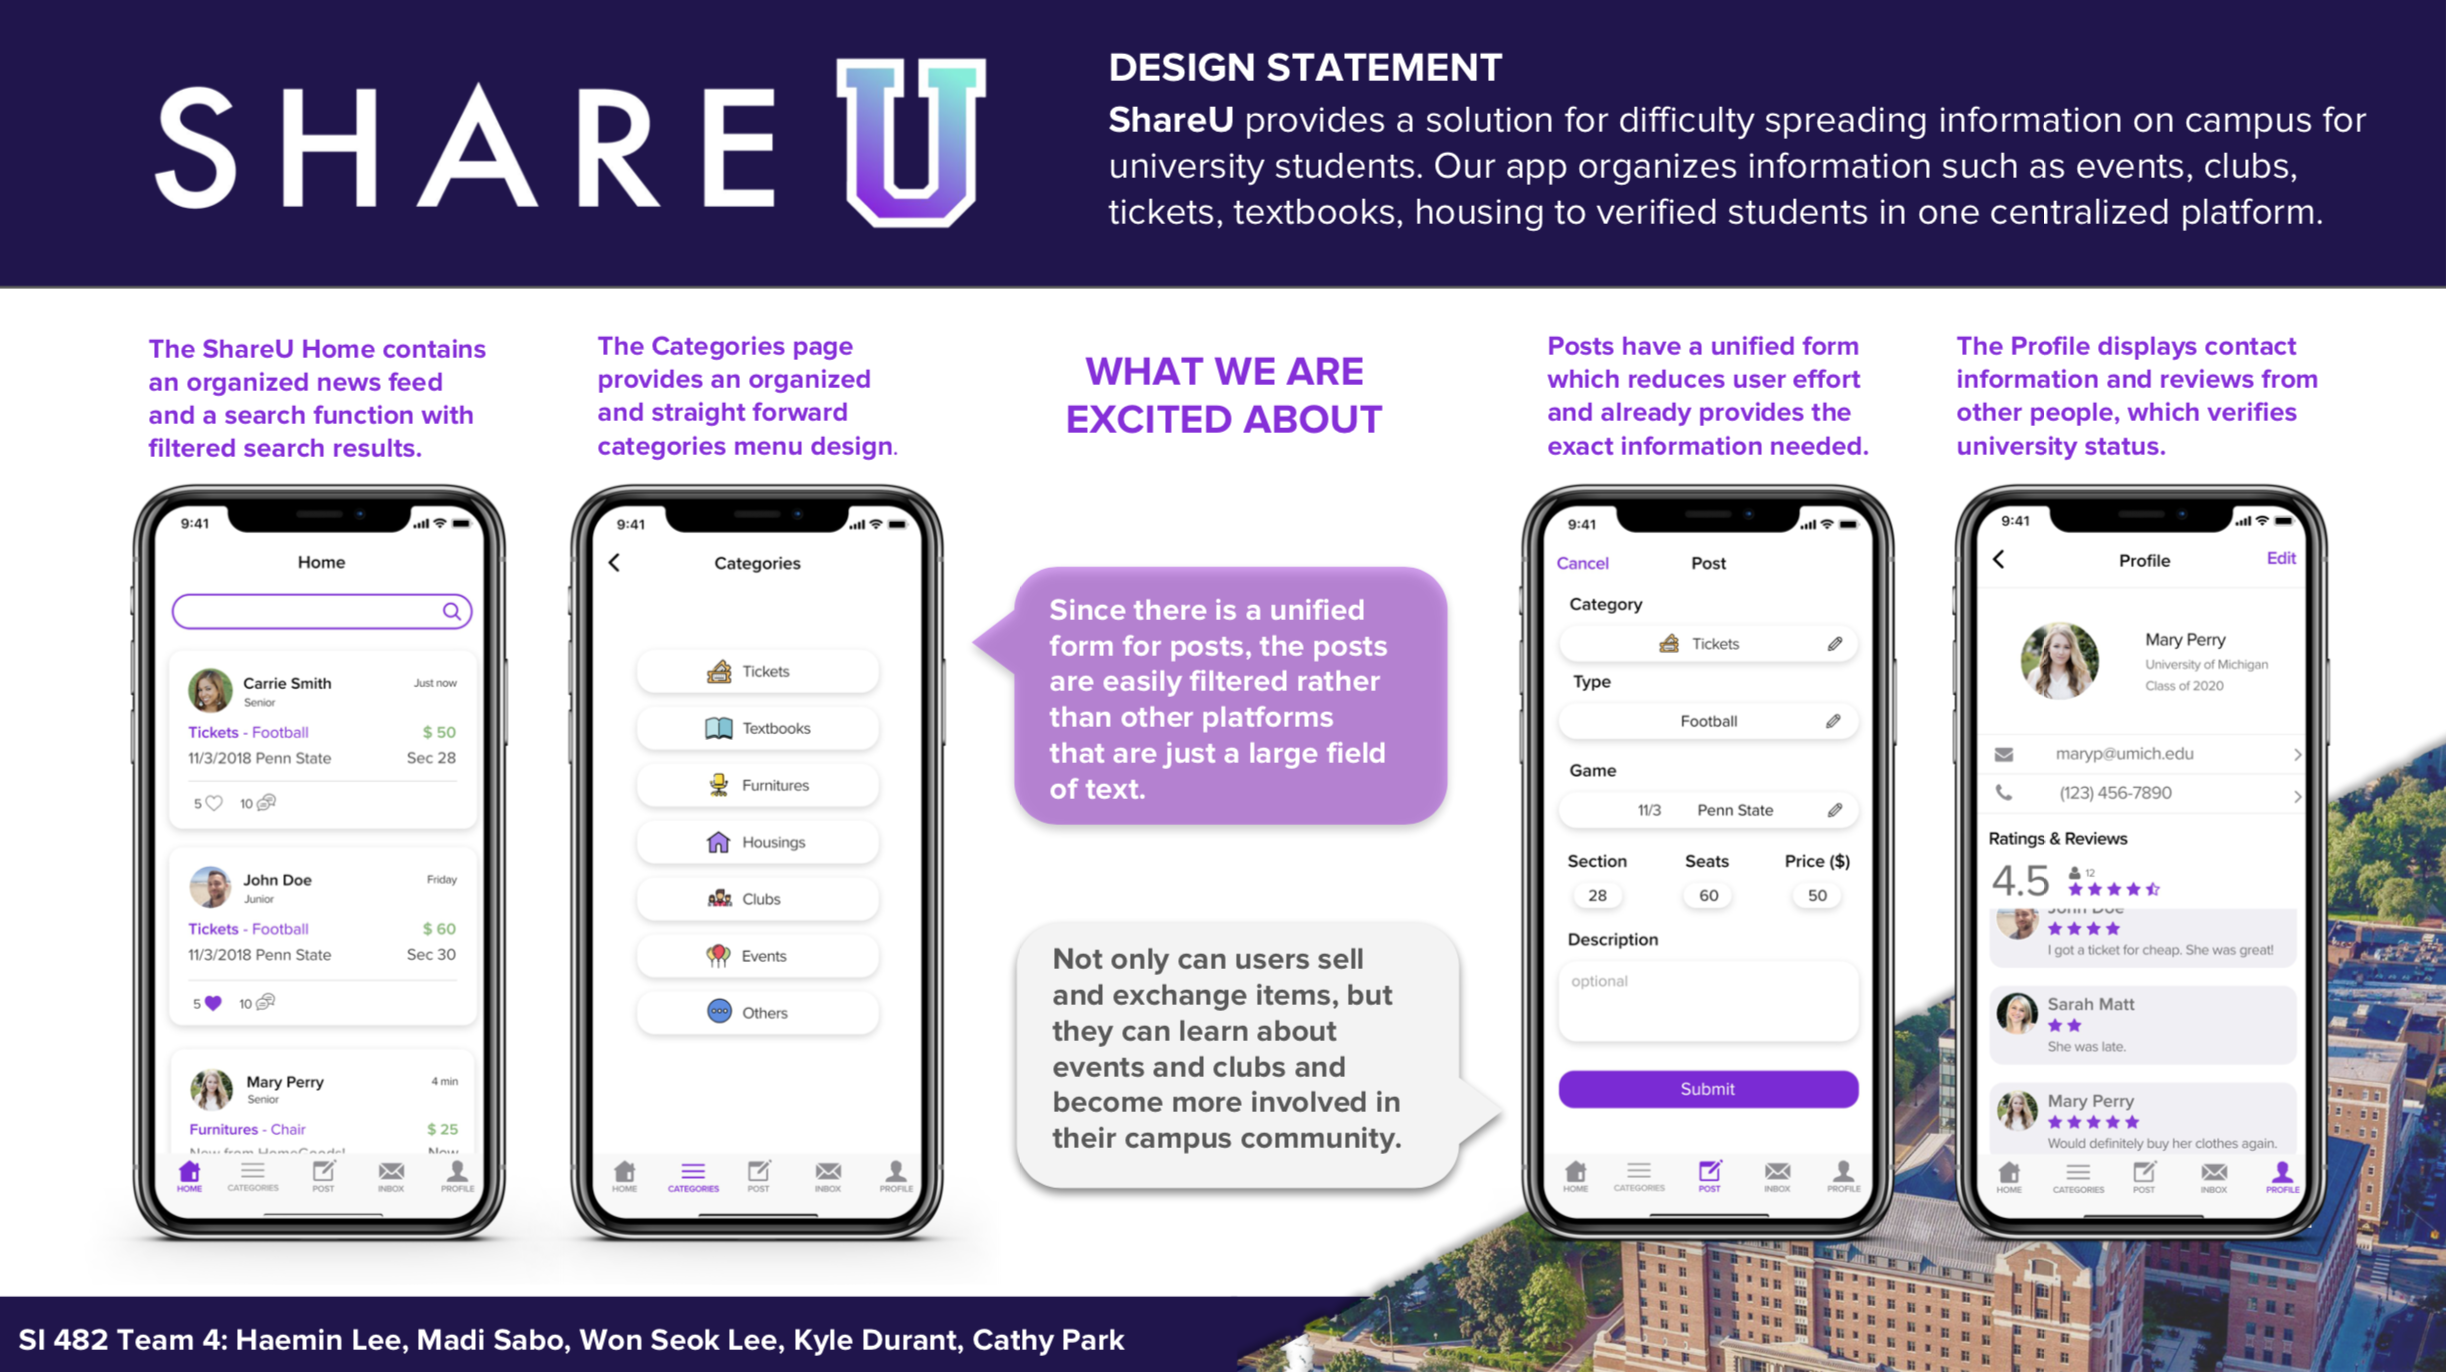 SHARE U
DESIGN STATEMENT
ShareU provides a solution for difficulty spreading information on campus for
university students. Our app organizes information such as events, clubs,
tickets, textbooks, housing to verified students in one centralized platform.
The ShareU Home contains
an organized news feed
and a search function with
filtered search results.
The Categories page
provides an organized
and straight forward
categories menu design.
WHAT WE ARE
EXCITED ABOUT
Posts have a unified form
which reduces user effort
and already provides the
exact information needed.
The Profile displays contact
information and reviews from
other people, which verifies
university status.
9:41
Home
Carrie Smith
Just now
Senior
Tickets - Football
$ 50
11/3/2018 Penn State
Sec 28
5
10
John Doe
Friday
Junior
Tickets - Football
$ 60
11/3/2018 Penn State
Sec 30
5
10
Mary Perry
4 min
Senior
Furnitures - Chair
$ 25
New from HomeGoods!
New
HOME
CATEGORIES
POST
INBOX
PROFILE
9:41
Categories
Tickets
Textbooks
Furnitures
Housings
Clubs
Events
Others
HOME
CATEGORIES
POST
INBOX
PROFILE
Since there is a unified
form for posts, the posts
are easily filtered rather
than other platforms
that are just a large field
of text.
Not only can users sell
and exchange items, but
they can learn about
events and clubs and
become more involved in
their campus community.
9:41
Cancel
Post
Category
Tickets
Type
Football
Game
11/3
Penn State
Section
Seats
Price ($)
28
60
50
Description
optional
Submit
HOME
CATEGORIES
POST
INBOX
PROFILE
9:41
Profile
Edit
Mary Perry
University of Michigan
Class of 2020
maryp@umich.edu
(123) 456-7890
Ratings & Reviews
4.5
12
John Doe
I got a ticket for cheap. She was great!
Sarah Matt
She was late.
Mary Perry
Would definitely buy her clothes again.
HOME
CATEGORIES
POST
INBOX
PROFILE
SI 482 Team 4: Haemin Lee, Madi Sabo, Won Seok Lee, Kyle Durant, Cathy Park